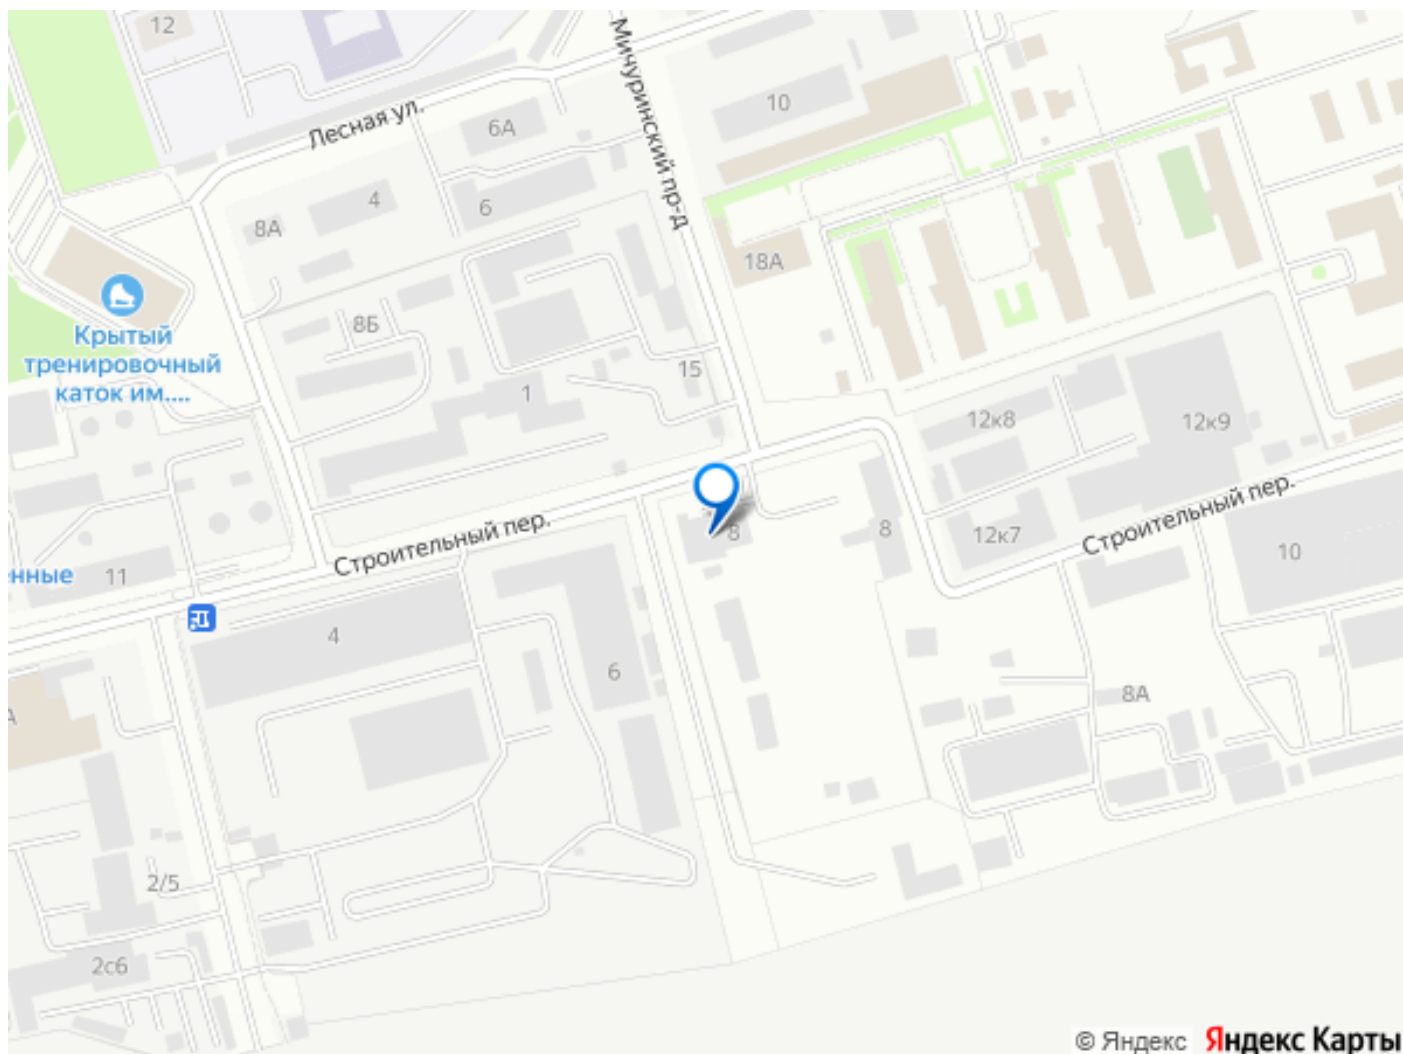 12
Лесная ул.
Мичуринский пр-д
10
6А
4
6
8А
18А
Крытый
тренировочный
каток им....
8Б
15
1
12к8
12к9
8
8
12к7
Строительный пер.
Строительный пер.
10
енные
11
4
6
8А
А
2/5
2с6
© Яндекс Яндекс Карты